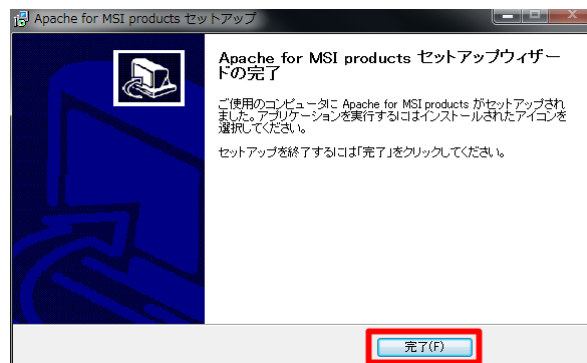 Apache for MSI products セットアップ
Apache for MSI products セットアップウィザー
ドの完了
ご使用のコンピュータに Apache for MSI products がセットアップされ
ました。アプリケーションを実行するにはインストールされたアイコンを
選択してください。
セットアップを終了するには「完了」をクリックしてください。
完了(F)